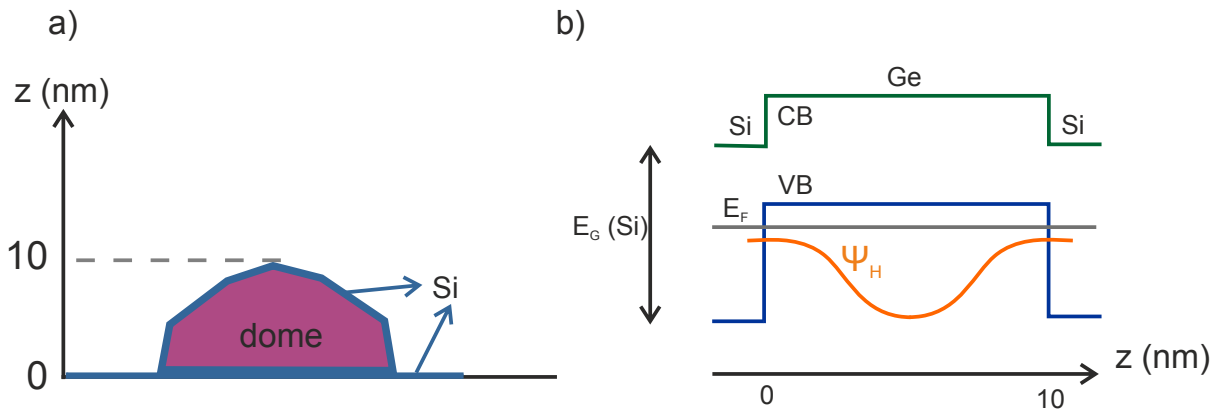 a)
z (nm)
10
0
dome
Si
b)
Ge
Si
CB
Si
VB
E_F
E_G (Si)
Ψ_H
z (nm)
0
10